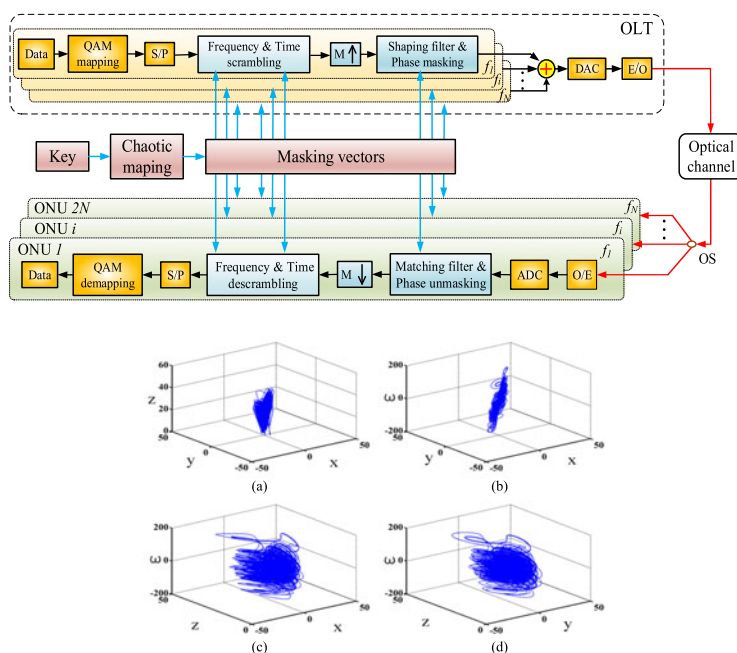 OLT
Data
QAM
mapping
S/P
Frequency & Time
scrambling
M
Shaping filter &
Phase masking
f1
fi
fN
DAC
E/O
Key
Chaotic
maping
Masking vectors
Optical
channel
ONU 2N
fN
ONU i
fi
ONU 1
f1
OS
Data
QAM
demapping
S/P
Frequency & Time
descrambling
M
Matching filter &
Phase unmasking
ADC
O/E
60
40
20
0
50
0
-50
-50
0
50
z
y
x
(a)
200
0
-200
50
0
-50
-50
0
50
ω
y
x
(b)
200
0
-200
50
0
-50
0
50
ω
z
x
(c)
200
0
-200
50
0
-50
0
50
ω
z
y
(d)